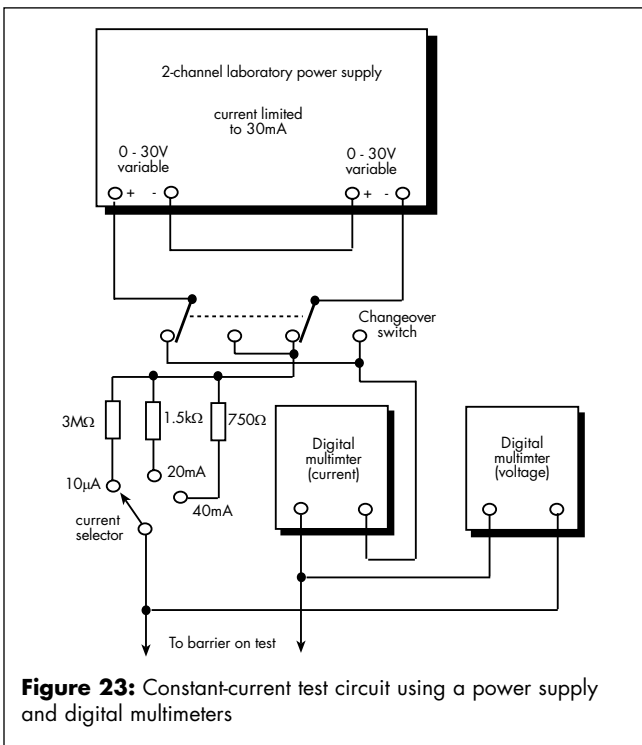 2-channel laboratory power supply
current limited
to 30mA
0 - 30V
variable
0 - 30V
variable
+ -
+ -
Changeover
switch
3MΩ
1.5kΩ
750Ω
20mA
10µA
40mA
current
selector
Digital
multimter
(current)
Digital
multimter
(voltage)
To barrier on test
Figure 23: Constant-current test circuit using a power supply
and digital multimeters